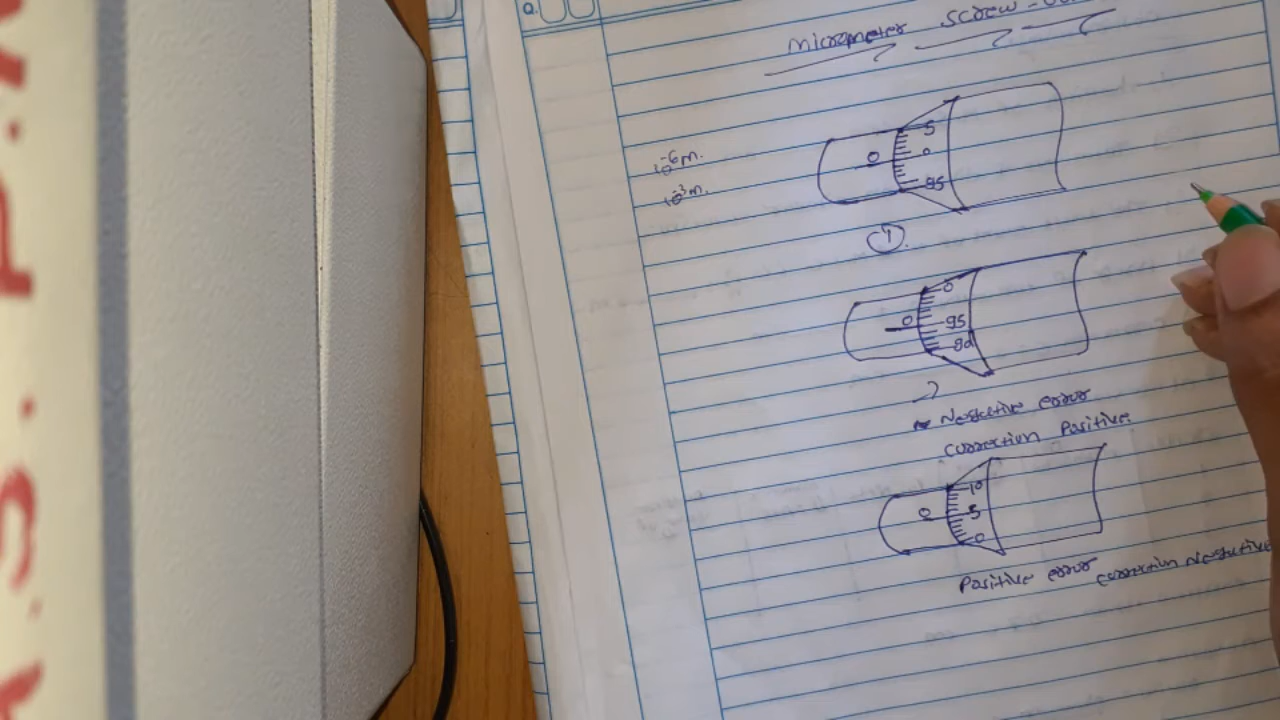 Q.
Micrometer Screw -
5
10⁻⁶m.
0
0
95
10⁻³m.
1
0
0
95
90
Negative error
correction Positive.
10
0
5
0
Positive error correction Negative